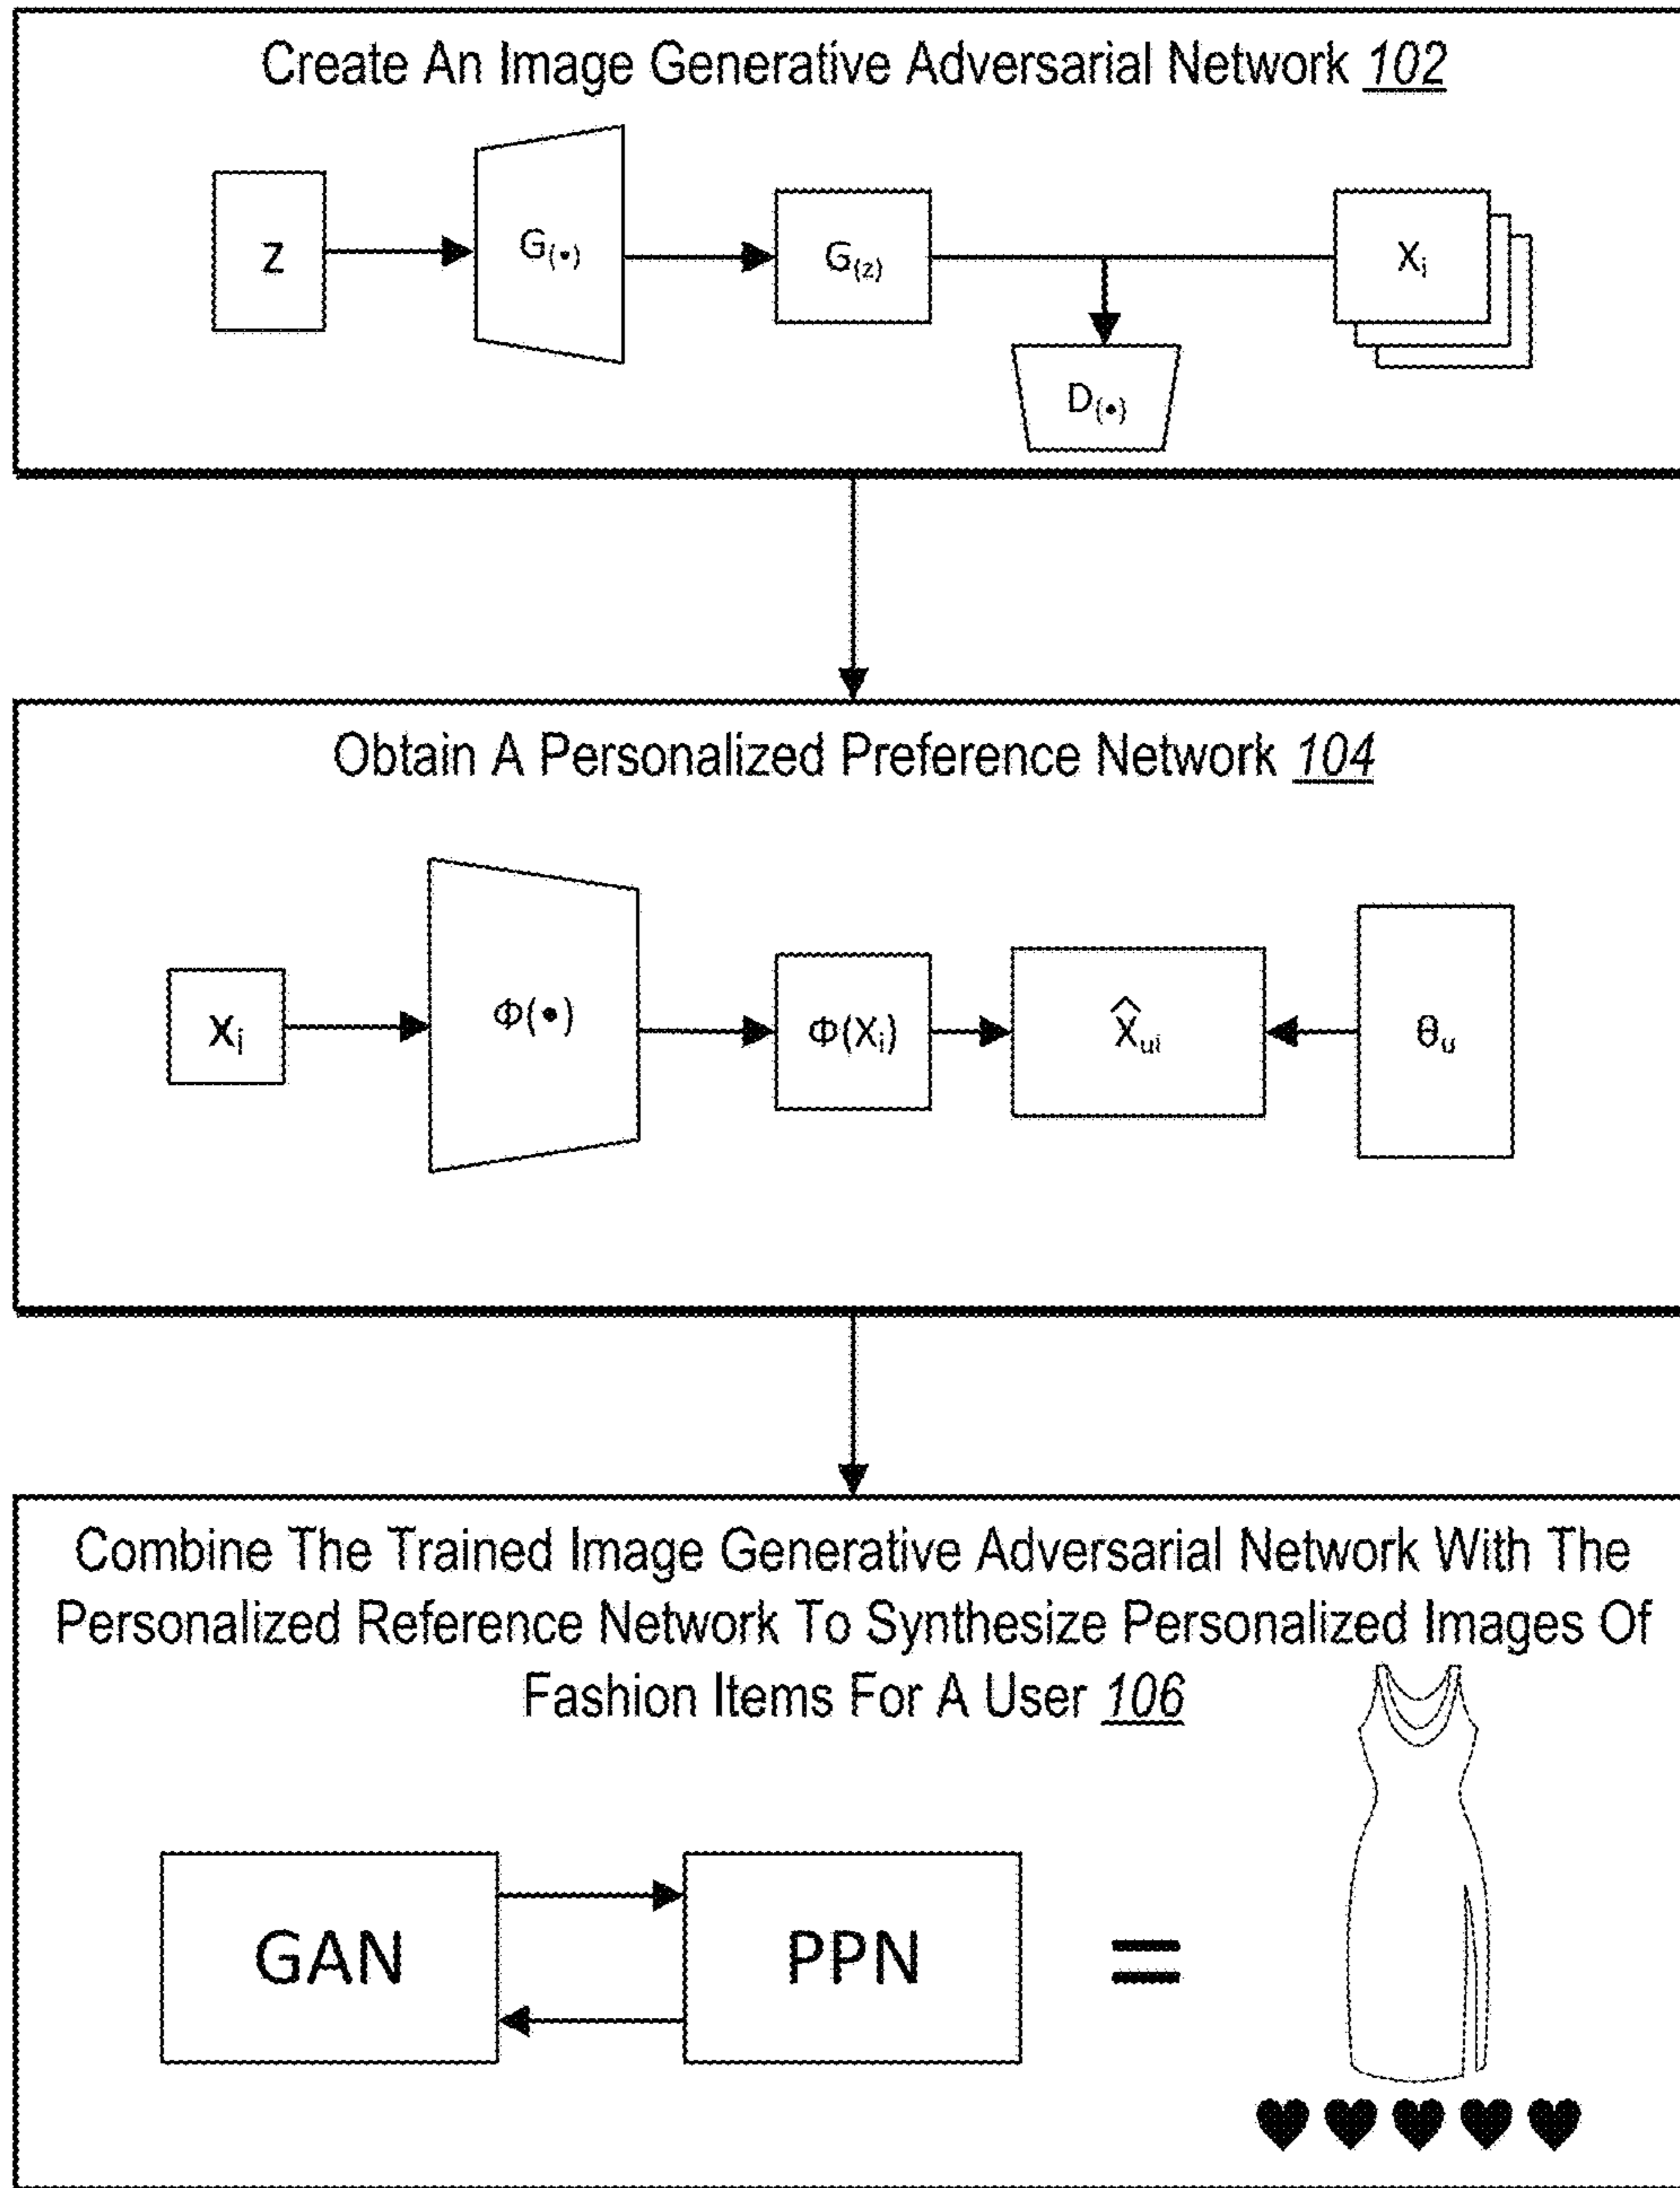 Create An Image Generative Adversarial Network 102
Z
G(•)
G(z)
Xi
D(•)
Obtain A Personalized Preference Network 104
Xi
Φ(•)
Φ(Xi)
X̂ui
θu
Combine The Trained Image Generative Adversarial Network With The
Personalized Reference Network To Synthesize Personalized Images Of
Fashion Items For A User 106
GAN
PPN
=